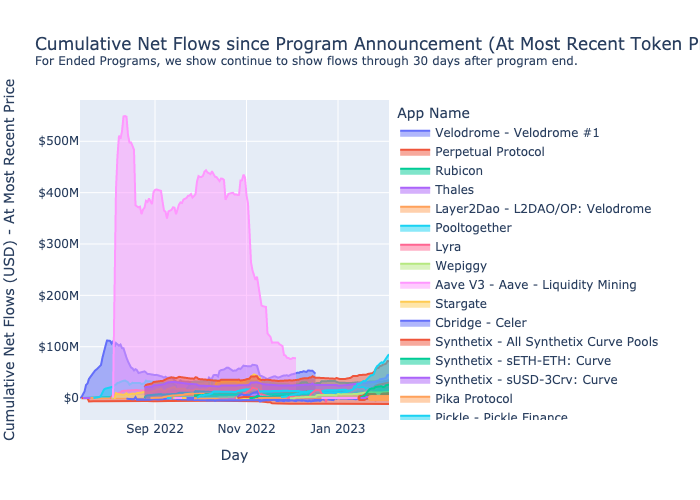 Cumulative Net Flows since Program Announcement (At Most Recent Token P
For Ended Programs, we show continue to show flows through 30 days after program end.
Cumulative Net Flows (USD) - At Most Recent Price
$500M
$400M
$300M
$200M
$100M
$0
Sep 2022
Nov 2022
Jan 2023
Day
App Name
Velodrome - Velodrome #1
Perpetual Protocol
Rubicon
Thales
Layer2Dao - L2DAO/OP: Velodrome
Pooltogether
Lyra
Wepiggy
Aave V3 - Aave - Liquidity Mining
Stargate
Cbridge - Celer
Synthetix - All Synthetix Curve Pools
Synthetix - sETH-ETH: Curve
Synthetix - sUSD-3Crv: Curve
Pika Protocol
Pickle - Pickle Finance